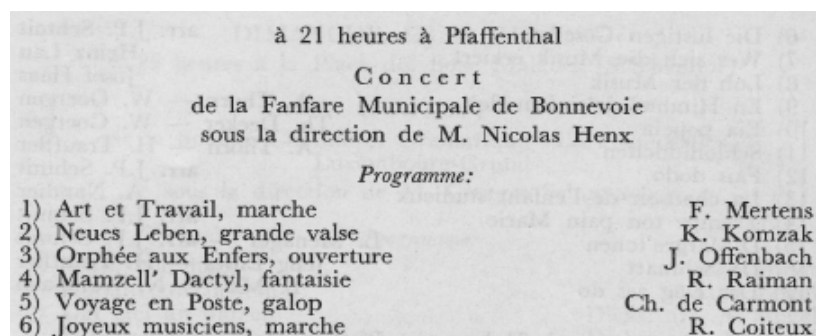 à 21 heures à Pfaffenthal
Concert
de la Fanfare Municipale de Bonnevoie
sous la direction de M. Nicolas Henx
Programme:
1) Art et Travail, marche F. Mertens
2) Neues Leben, grande valse K. Komzak
3) Orphée aux Enfers, ouverture J. Offenbach
4) Mamzell' Dactyl, fantaisie R. Raiman
5) Voyage en Poste, galop Ch. de Carmont
6) Joyeux musiciens, marche R. Coiteux